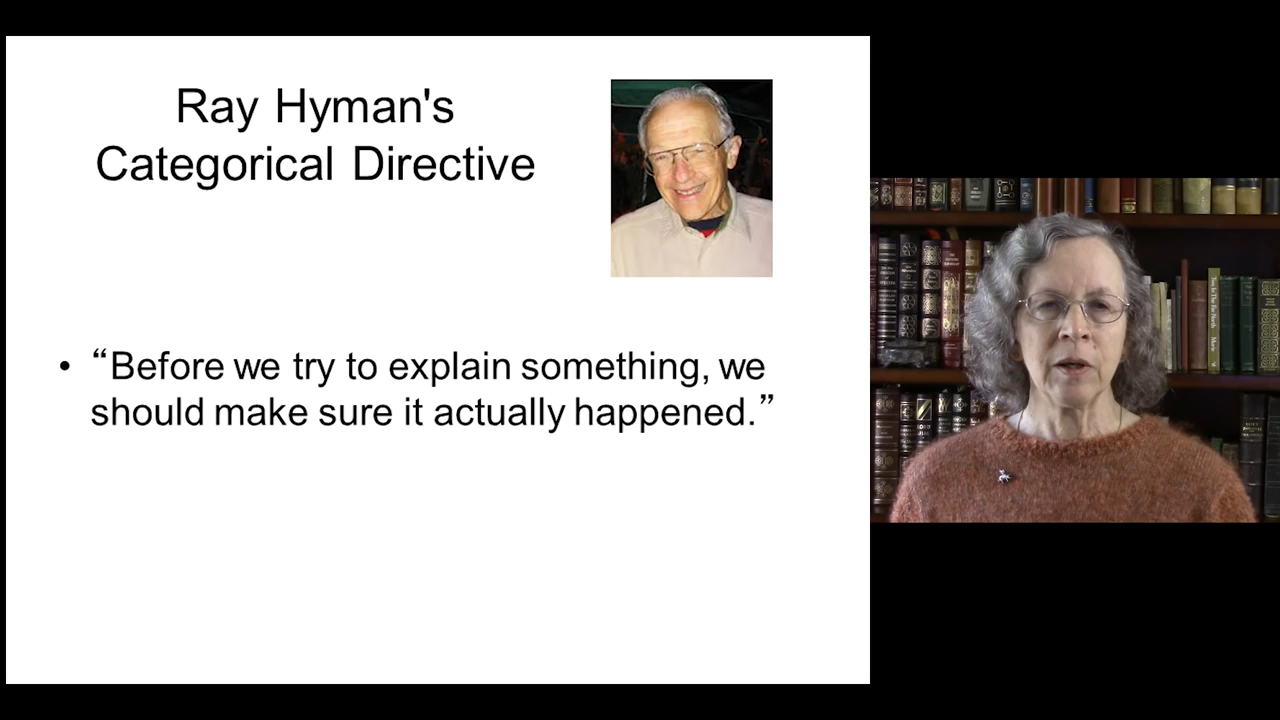 Ray Hyman's
Categorical Directive
• “Before we try to explain something, we
should make sure it actually happened.”